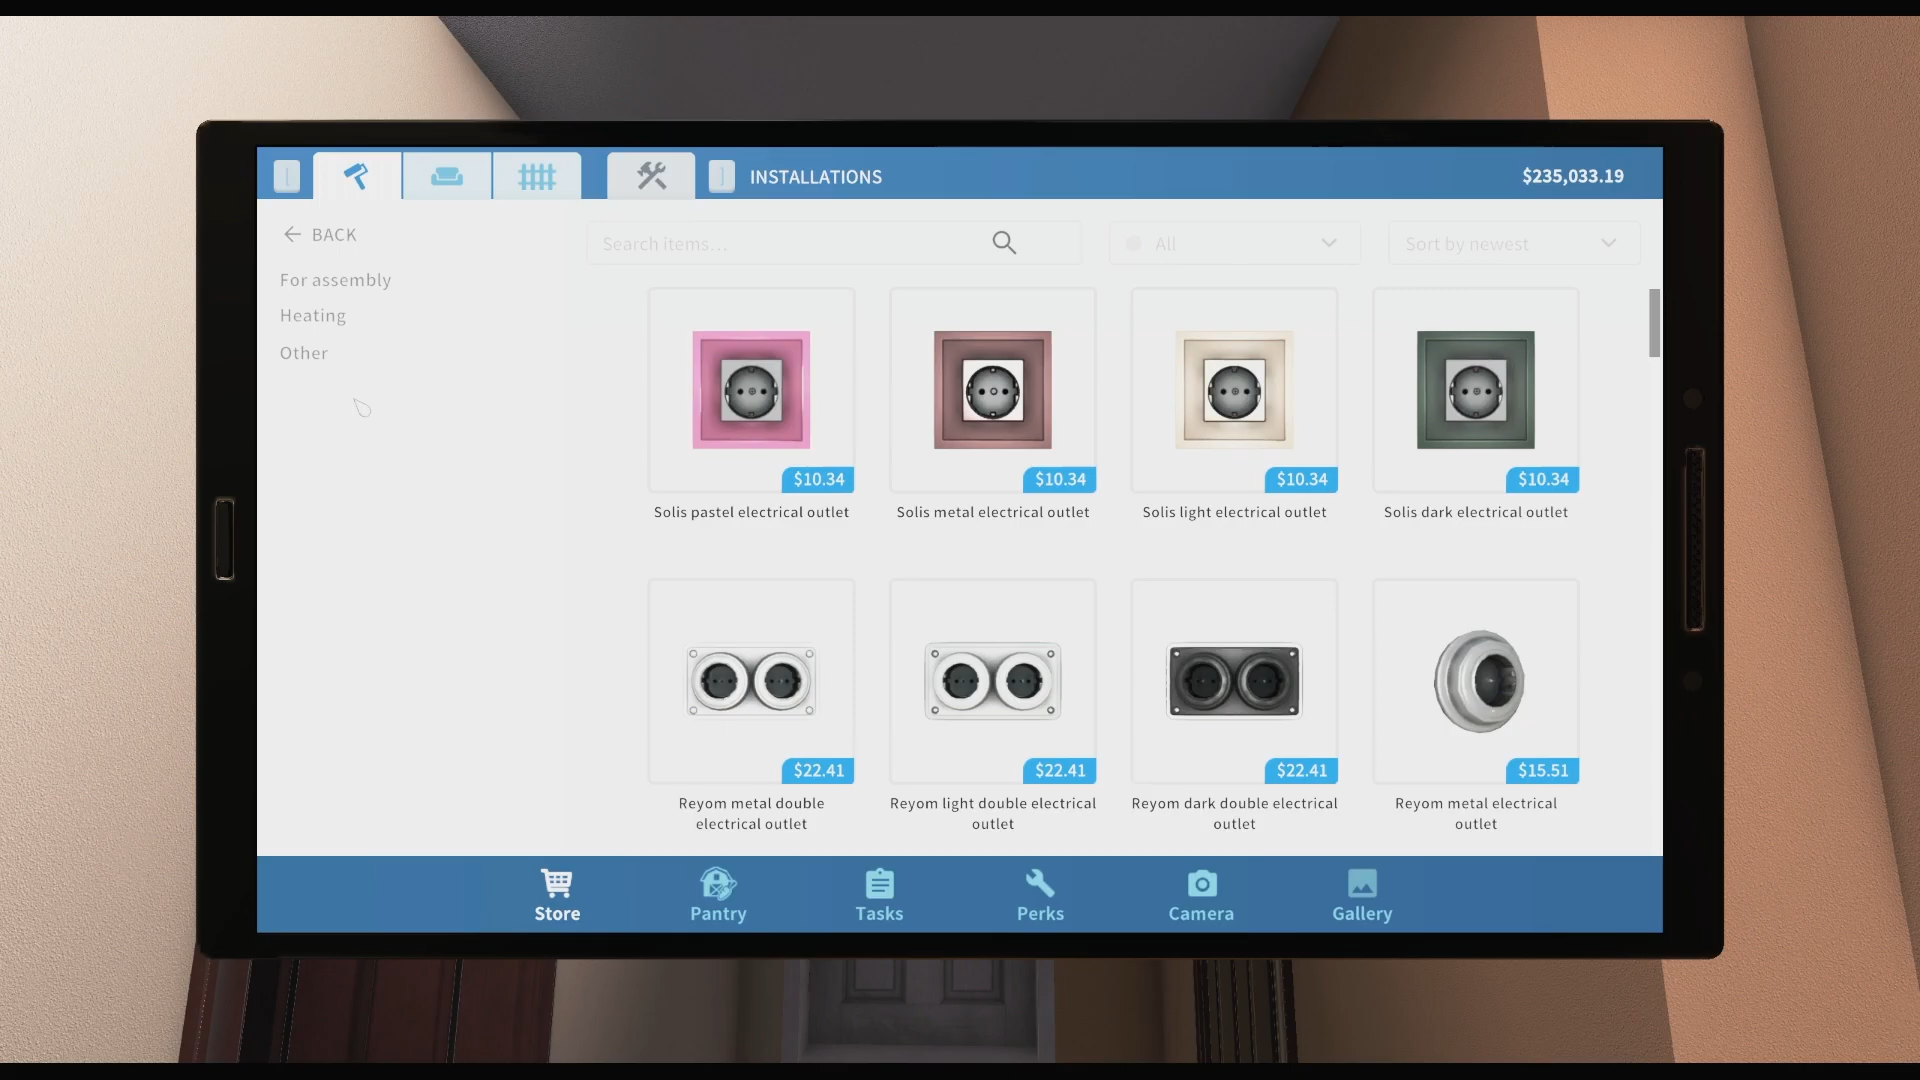 [
]
INSTALLATIONS
$235,033.19
BACK
For assembly
Heating
Other
Search items...
All
Sort by newest
$10.34
$10.34
$10.34
$10.34
Solis pastel electrical outlet
Solis metal electrical outlet
Solis light electrical outlet
Solis dark electrical outlet
$22.41
$22.41
$22.41
$15.51
Reyom metal double
electrical outlet
Reyom light double electrical
outlet
Reyom dark double electrical
outlet
Reyom metal electrical
outlet
Store
Pantry
Tasks
Perks
Camera
Gallery